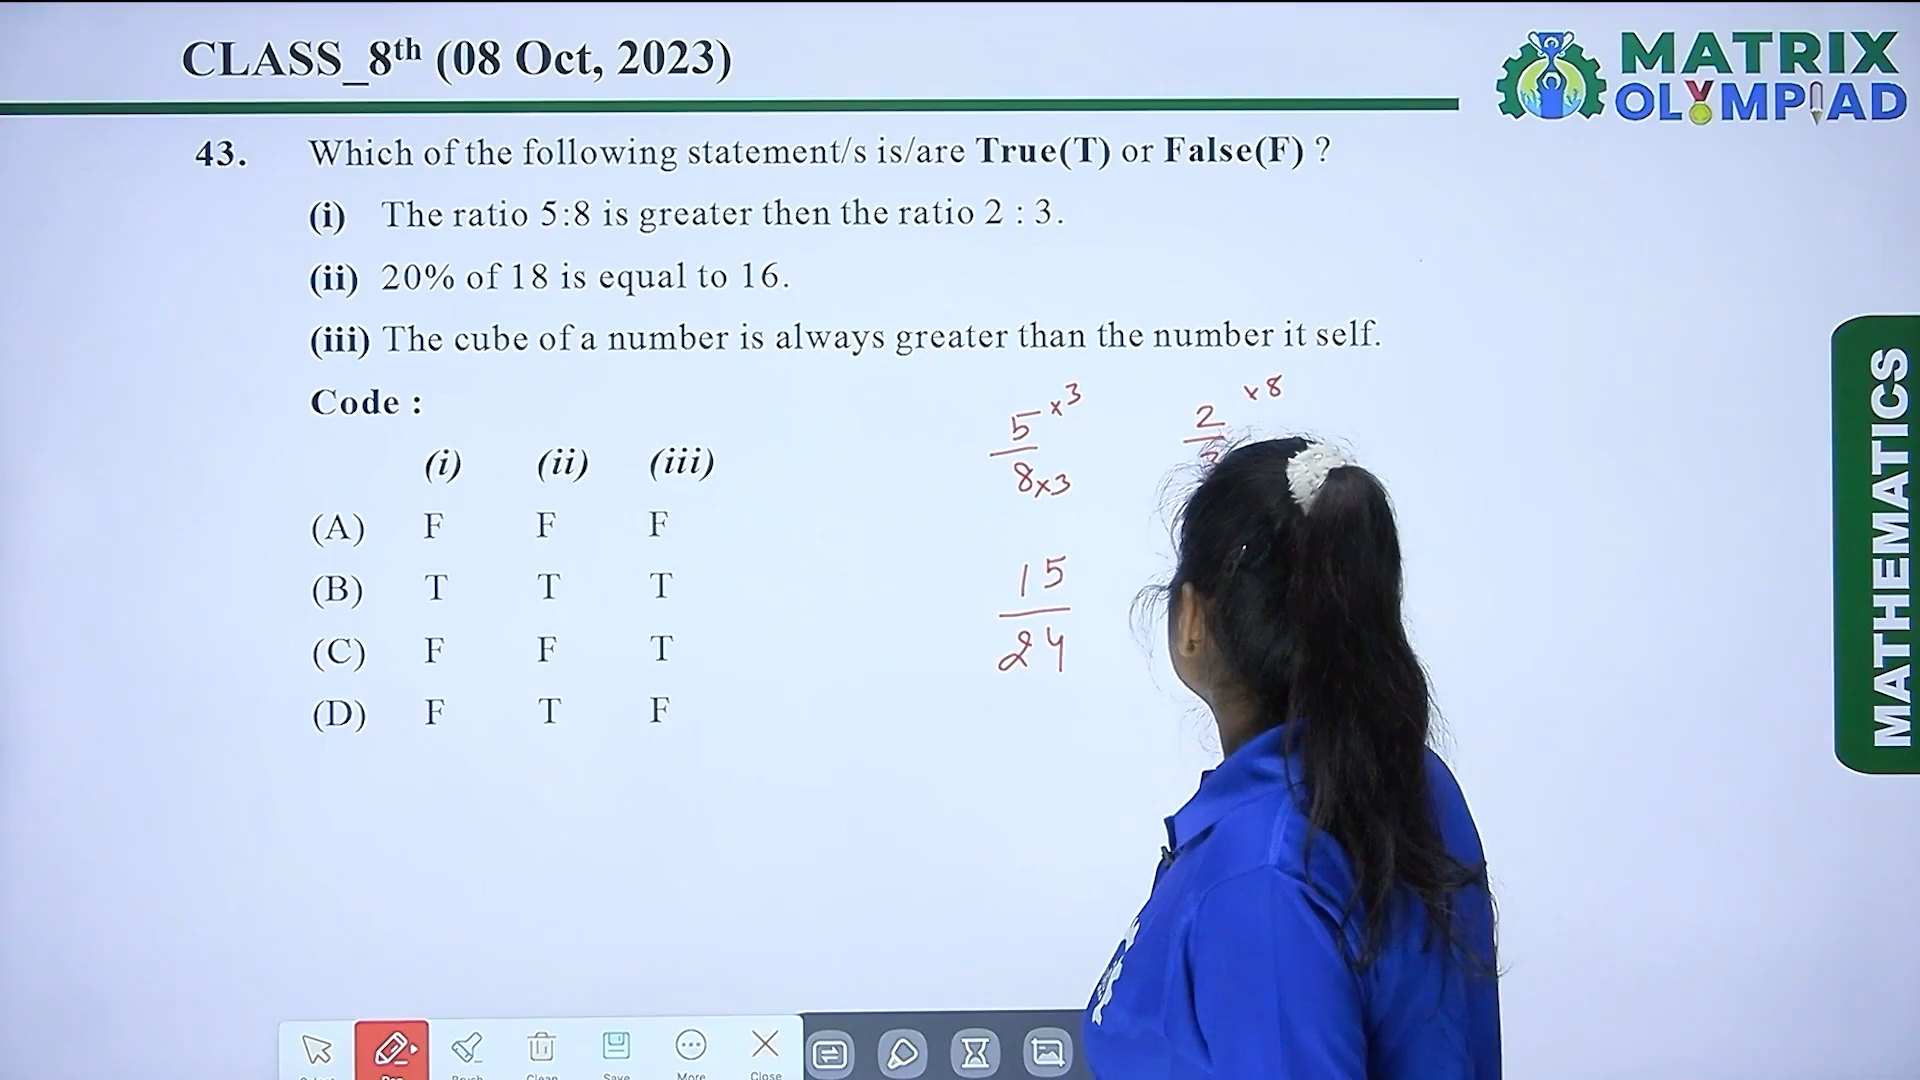 CLASS_8th (08 Oct, 2023)
MATRIX
OLYMPIAD
43. Which of the following statement/s is/are True(T) or False(F) ?
(i) The ratio 5:8 is greater then the ratio 2 : 3.
(ii) 20% of 18 is equal to 16.
(iii) The cube of a number is always greater than the number it self.
Code :
(i) (ii) (iii)
(A) F F F
(B) T T T
(C) F F T
(D) F T F
5 ×3
8×3
2 ×8
15
24
MATHEMATICS
Save
More
Close